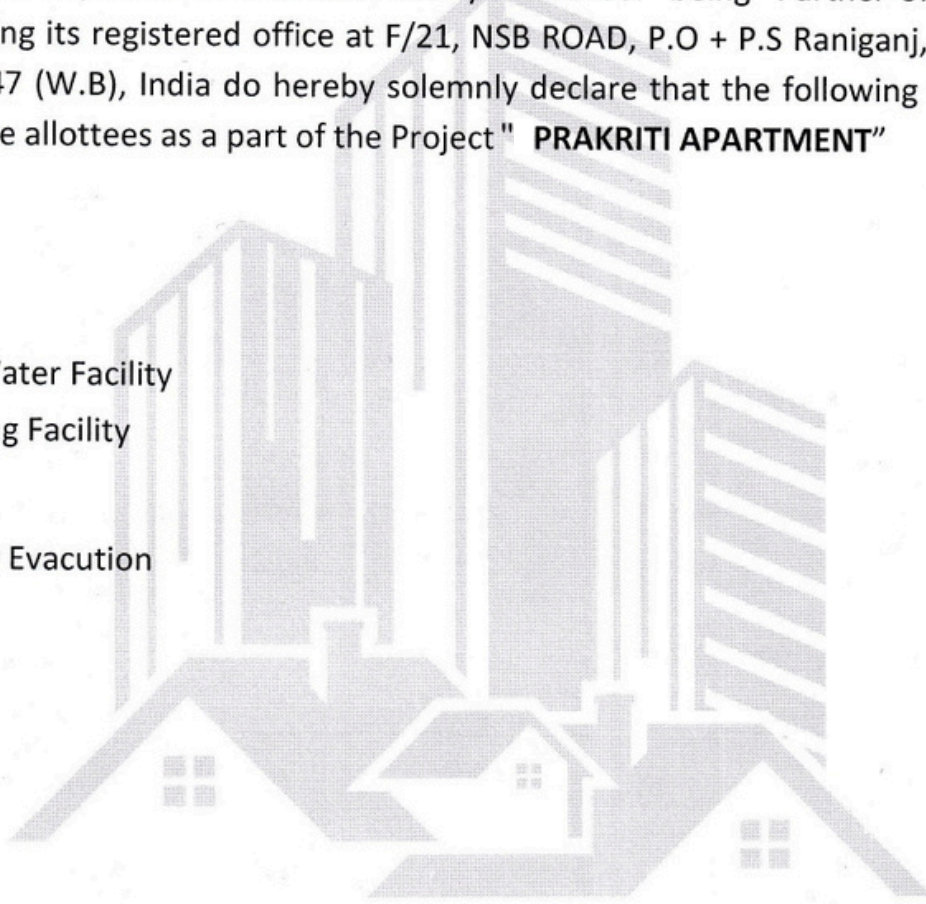 ng its registered office at F/21, NSB ROAD, P.O + P.S Raniganj,
47 (W.B), India do hereby solemnly declare that the following
e allottees as a part of the Project " PRAKRITI APARTMENT”
ater Facility
g Facility
Evacution